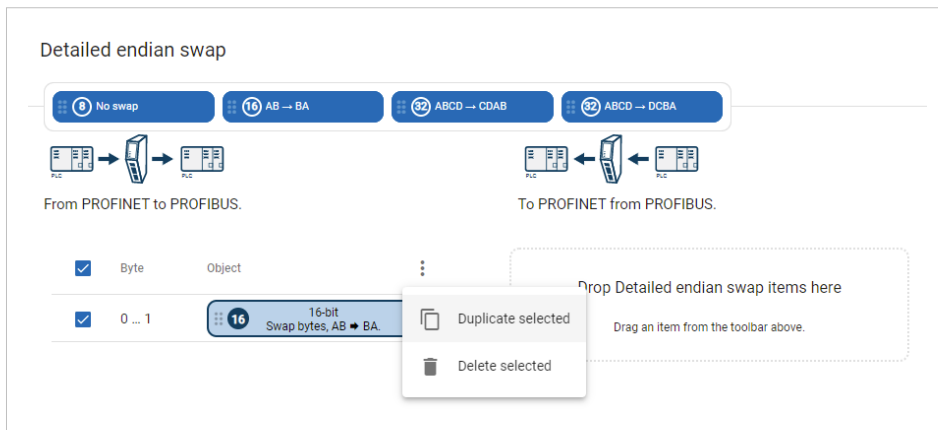 Detailed endian swap
8 No swap
16 AB → BA
32 ABCD → CDAB
32 ABCD → DCBA
PLC
PLC
PLC
PLC
From PROFINET to PROFIBUS.
To PROFINET from PROFIBUS.
Byte
Object
0 ... 1
16
16-bit
Swap bytes, AB ➡ BA.
Duplicate selected
Delete selected
Drop Detailed endian swap items here
Drag an item from the toolbar above.